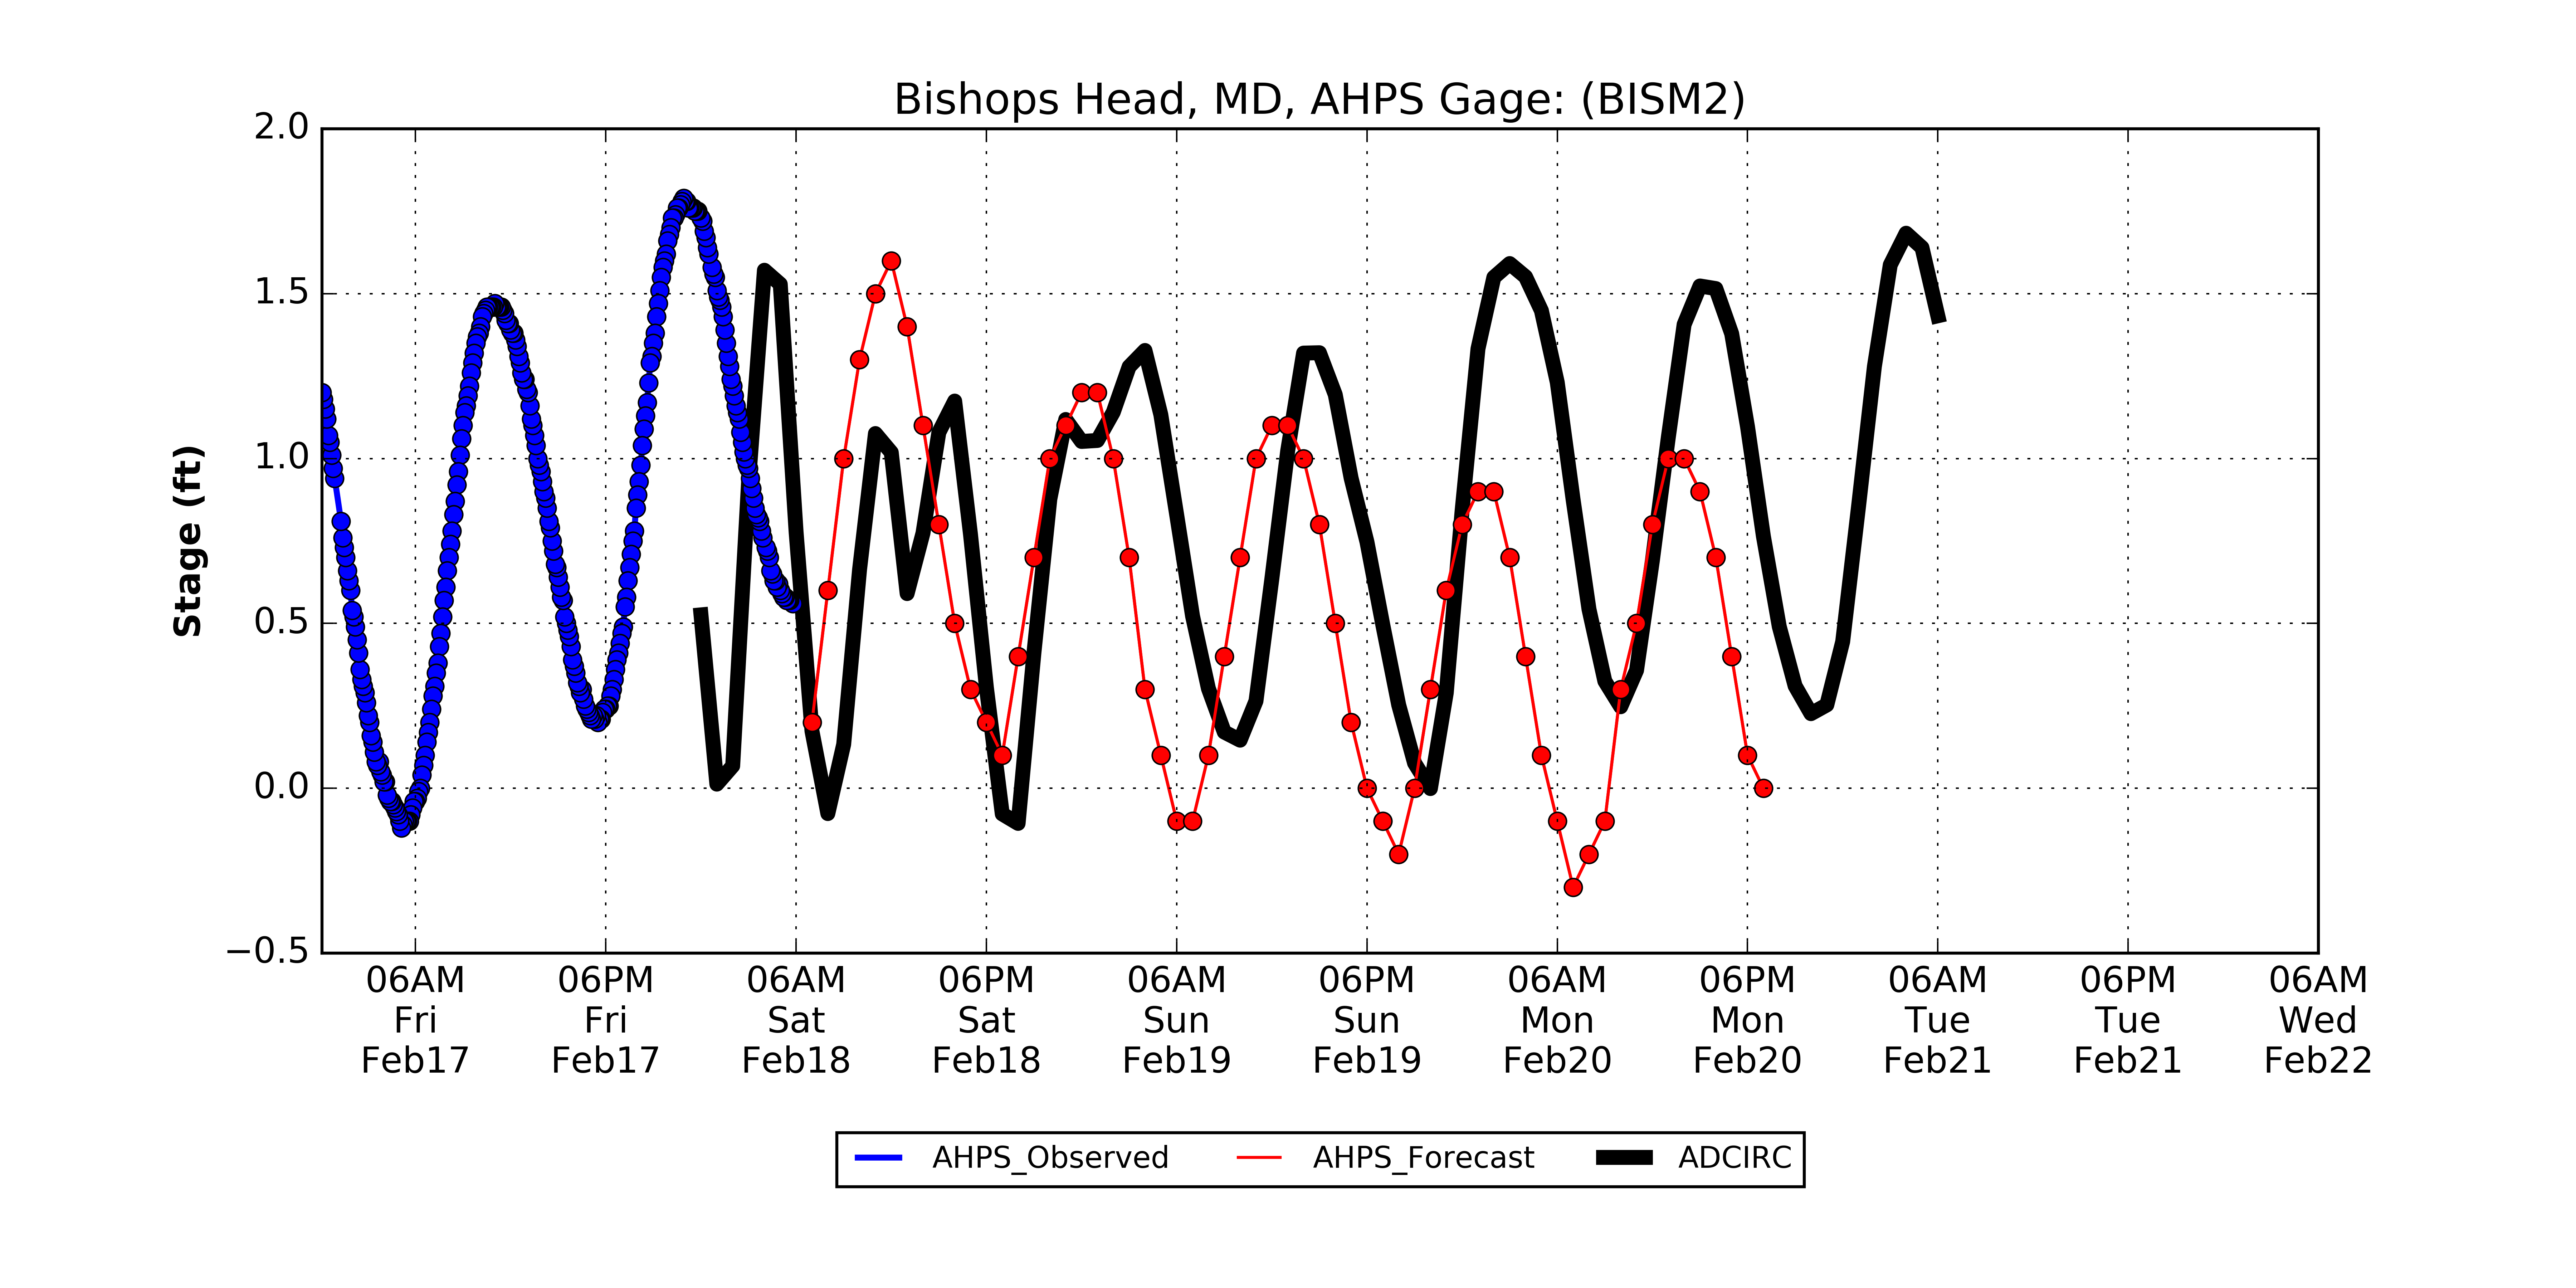 Bishops Head, MD, AHPS Gage: (BISM2)
Stage (ft)
2.0
1.5
1.0
0.5
0.0
−0.5
06AM 06PM 06AM 06PM 06AM 06PM 06AM 06PM 06AM 06PM 06AM
Fri Fri Sat Sat Sun Sun Mon Mon Tue Tue Wed
Feb17 Feb17 Feb18 Feb18 Feb19 Feb19 Feb20 Feb20 Feb21 Feb21 Feb22
AHPS_Observed AHPS_Forecast ADCIRC